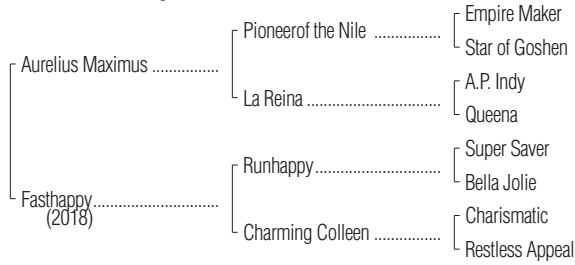 Empire Maker
Pioneerof the Nile ................
Star of Goshen
Aurelius Maximus ................
A.P. Indy
La Reina ................................
Queena
Super Saver
Runhappy..............................
Bella Jolie
Fasthappy..............................
(2018)
Charismatic
Charming Colleen ................
Restless Appeal